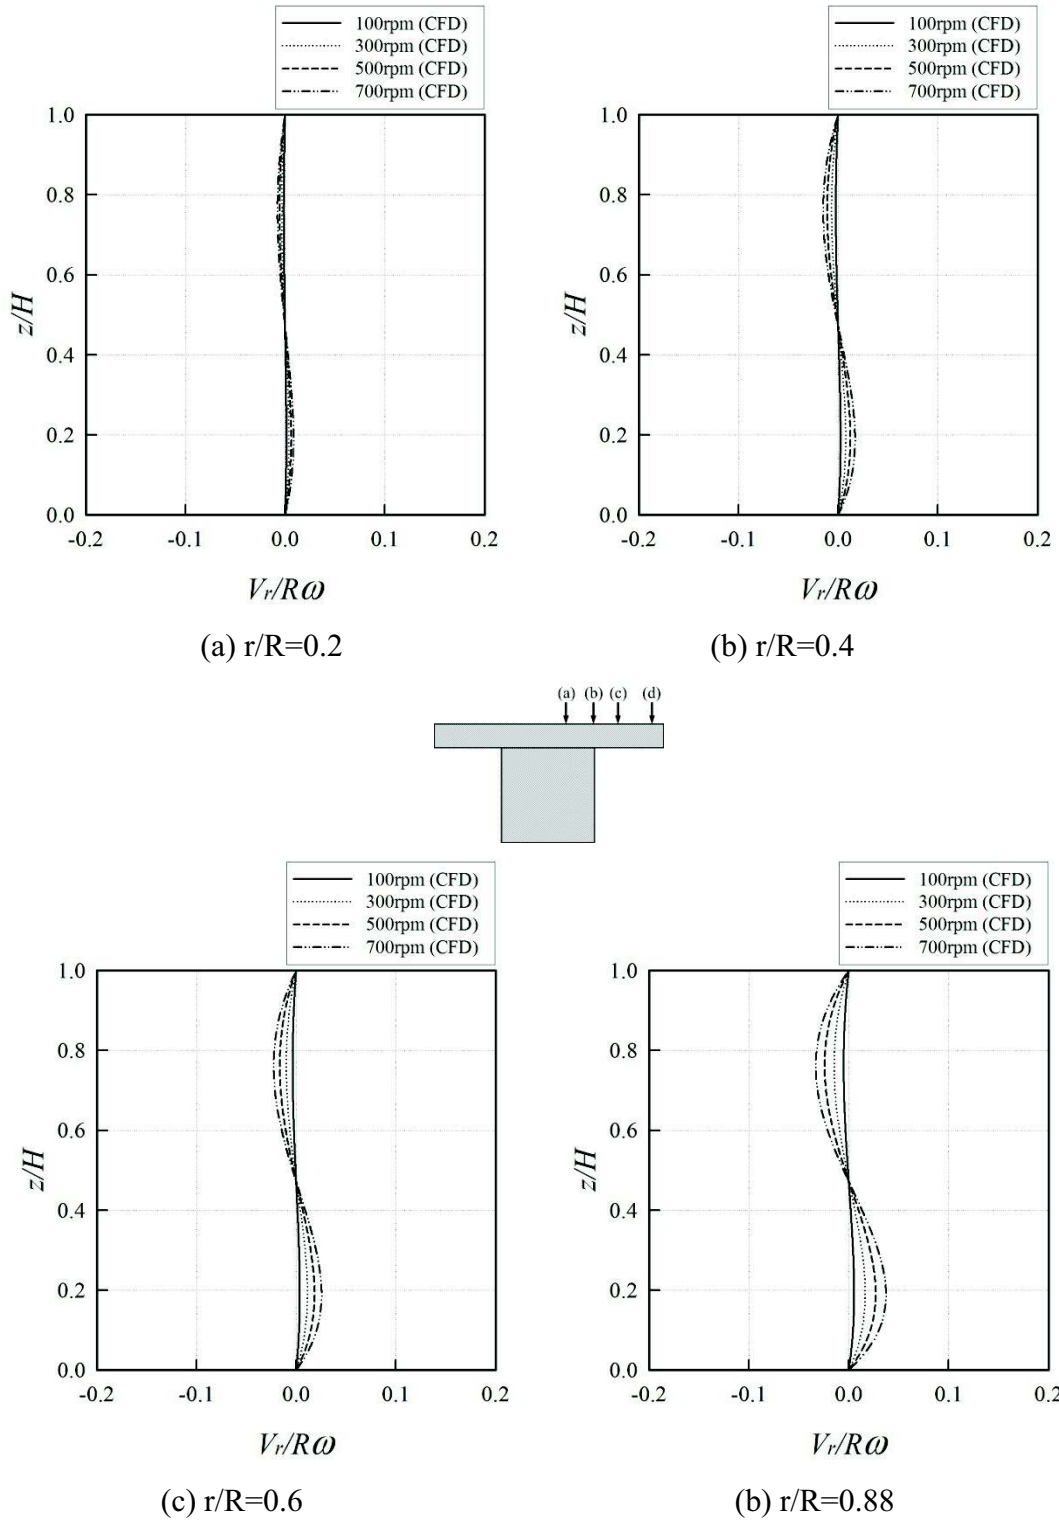 100rpm (CFD)
300rpm (CFD)
500rpm (CFD)
700rpm (CFD)
1.0
0.8
0.6
0.4
0.2
0.0
z/H
-0.2 -0.1 0.0 0.1 0.2
Vr/Rω
(a) r/R=0.2
100rpm (CFD)
300rpm (CFD)
500rpm (CFD)
700rpm (CFD)
1.0
0.8
0.6
0.4
0.2
0.0
z/H
-0.2 -0.1 0.0 0.1 0.2
Vr/Rω
(b) r/R=0.4
(a) (b) (c) (d)
100rpm (CFD)
300rpm (CFD)
500rpm (CFD)
700rpm (CFD)
1.0
0.8
0.6
0.4
0.2
0.0
z/H
-0.2 -0.1 0.0 0.1 0.2
Vr/Rω
(c) r/R=0.6
100rpm (CFD)
300rpm (CFD)
500rpm (CFD)
700rpm (CFD)
1.0
0.8
0.6
0.4
0.2
0.0
z/H
-0.2 -0.1 0.0 0.1 0.2
Vr/Rω
(b) r/R=0.88